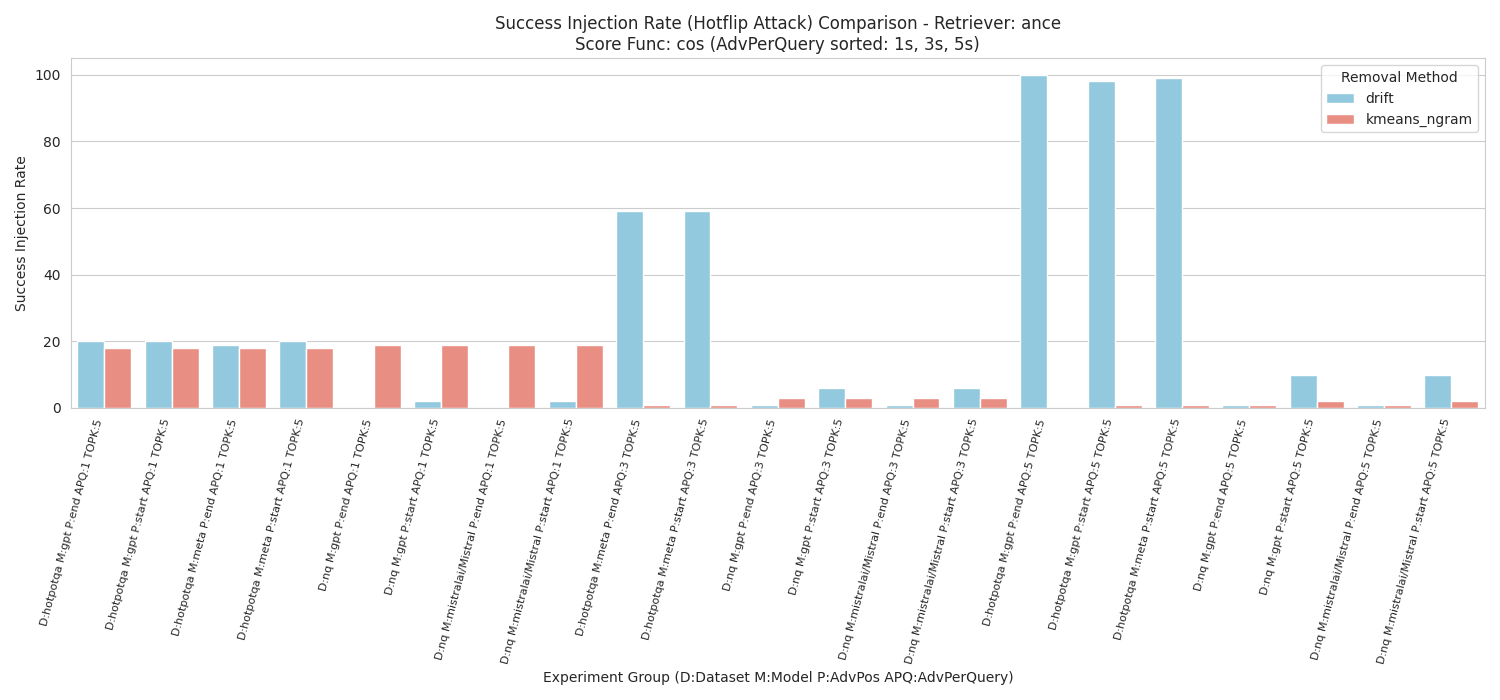 Success Injection Rate (Hotflip Attack) Comparison - Retriever: ance
Score Func: cos (AdvPerQuery sorted: 1s, 3s, 5s)
Removal Method
drift
kmeans_ngram
Success Injection Rate
100
80
60
40
20
0
D:hotpotqa M:gpt P:end APQ:1 TOPK:5
D:hotpotqa M:gpt P:start APQ:1 TOPK:5
D:hotpotqa M:meta P:end APQ:1 TOPK:5
D:hotpotqa M:meta P:start APQ:1 TOPK:5
D:nq M:gpt P:end APQ:1 TOPK:5
D:nq M:gpt P:start APQ:1 TOPK:5
D:nq M:mistralai/Mistral P:end APQ:1 TOPK:5
D:nq M:mistralai/Mistral P:start APQ:1 TOPK:5
D:hotpotqa M:meta P:end APQ:3 TOPK:5
D:hotpotqa M:meta P:start APQ:3 TOPK:5
D:nq M:gpt P:end APQ:3 TOPK:5
D:nq M:gpt P:start APQ:3 TOPK:5
D:nq M:mistralai/Mistral P:end APQ:3 TOPK:5
D:nq M:mistralai/Mistral P:start APQ:3 TOPK:5
D:hotpotqa M:gpt P:end APQ:5 TOPK:5
D:hotpotqa M:gpt P:start APQ:5 TOPK:5
D:hotpotqa M:meta P:start APQ:5 TOPK:5
D:nq M:gpt P:end APQ:5 TOPK:5
D:nq M:gpt P:start APQ:5 TOPK:5
D:nq M:mistralai/Mistral P:end APQ:5 TOPK:5
D:nq M:mistralai/Mistral P:start APQ:5 TOPK:5
Experiment Group (D:Dataset M:Model P:AdvPos APQ:AdvPerQuery)